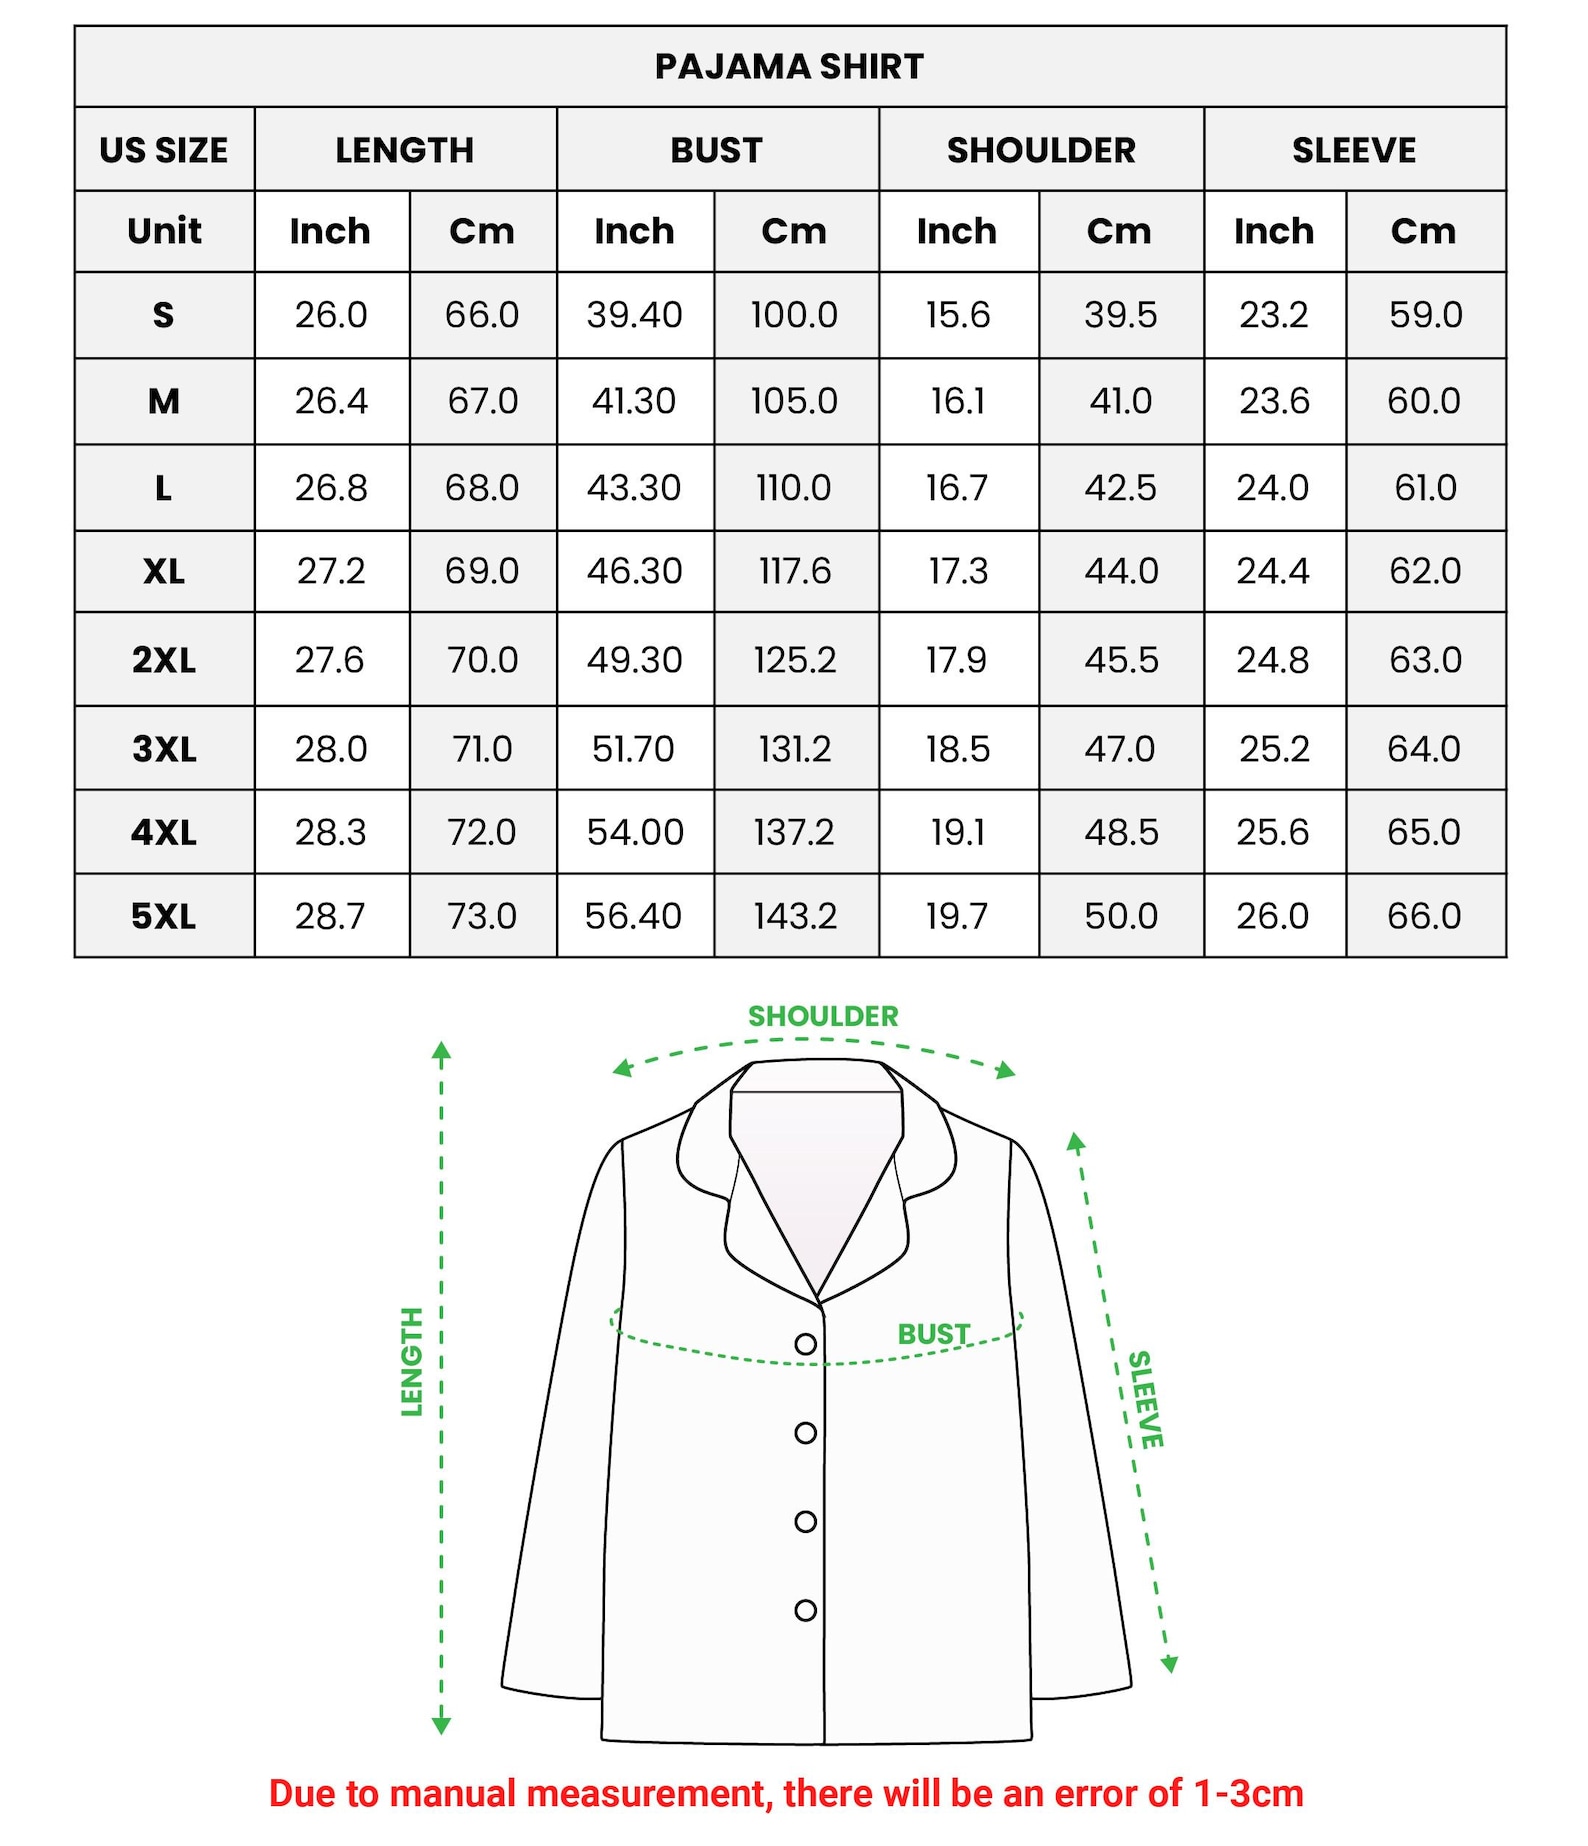 PAJAMA SHIRT
US SIZE LENGTH BUST SHOULDER SLEEVE
Unit Inch Cm Inch Cm Inch Cm Inch Cm
S 26.0 66.0 39.40 100.0 15.6 39.5 23.2 59.0
M 26.4 67.0 41.30 105.0 16.1 41.0 23.6 60.0
L 26.8 68.0 43.30 110.0 16.7 42.5 24.0 61.0
XL 27.2 69.0 46.30 117.6 17.3 44.0 24.4 62.0
2XL 27.6 70.0 49.30 125.2 17.9 45.5 24.8 63.0
3XL 28.0 71.0 51.70 131.2 18.5 47.0 25.2 64.0
4XL 28.3 72.0 54.00 137.2 19.1 48.5 25.6 65.0
5XL 28.7 73.0 56.40 143.2 19.7 50.0 26.0 66.0
SHOULDER
LENGTH
BUST
SLEEVE
Due to manual measurement, there will be an error of 1-3cm